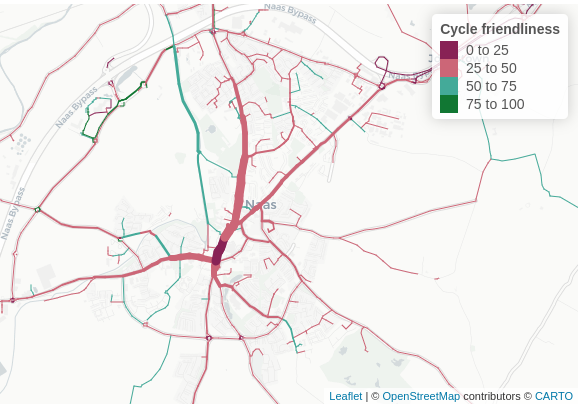 Naas Bypass
Cycle friendliness
0 to 25
25 to 50
50 to 75
75 to 100
Naas Bypass
Naas Bypass
Naas
Naas Bypass
Leaflet | © OpenStreetMap contributors © CARTO